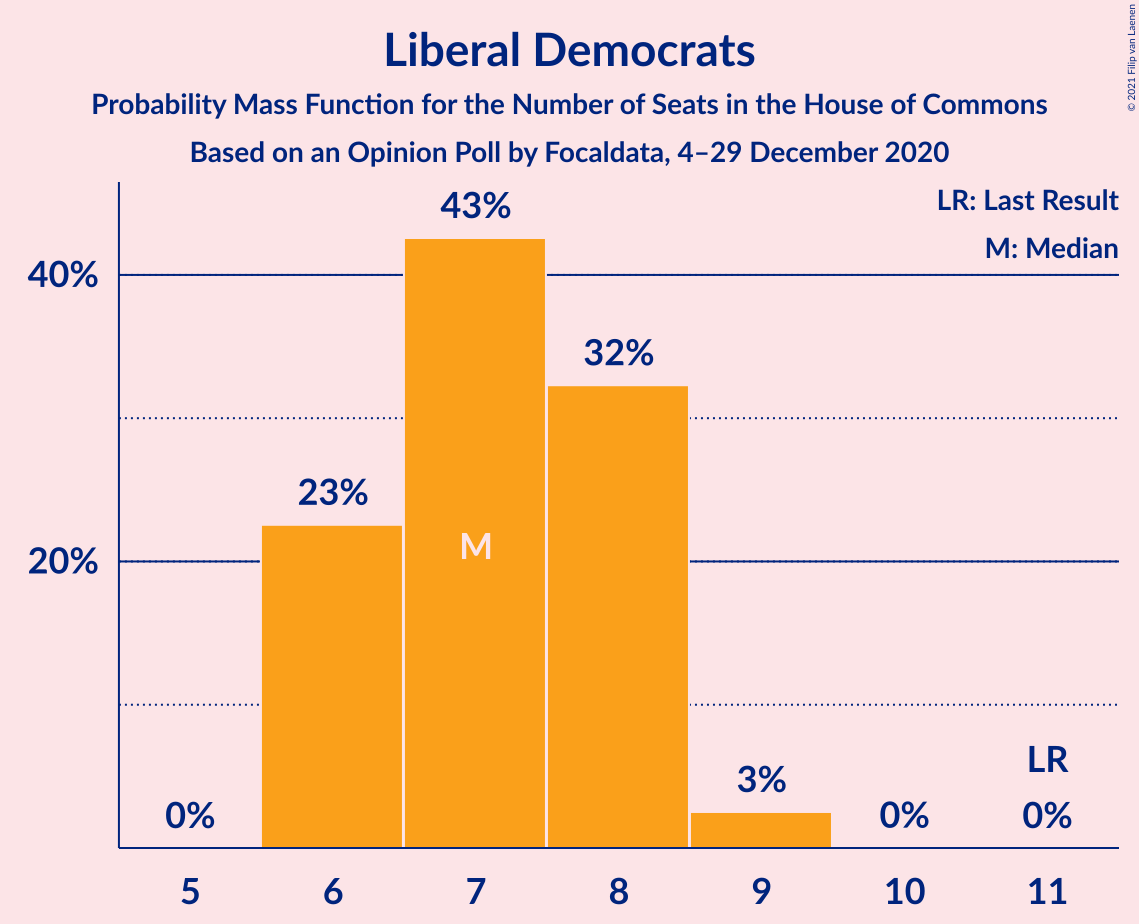 Liberal Democrats
Probability Mass Function for the Number of Seats in the House of Commons
Based on an Opinion Poll by Focaldata, 4–29 December 2020
© 2021 Filip van Laenen
LR: Last Result
M: Median
43%
40%
32%
23%
M
20%
LR
3%
0%
0%
0%
5 6 7 8 9 10 11